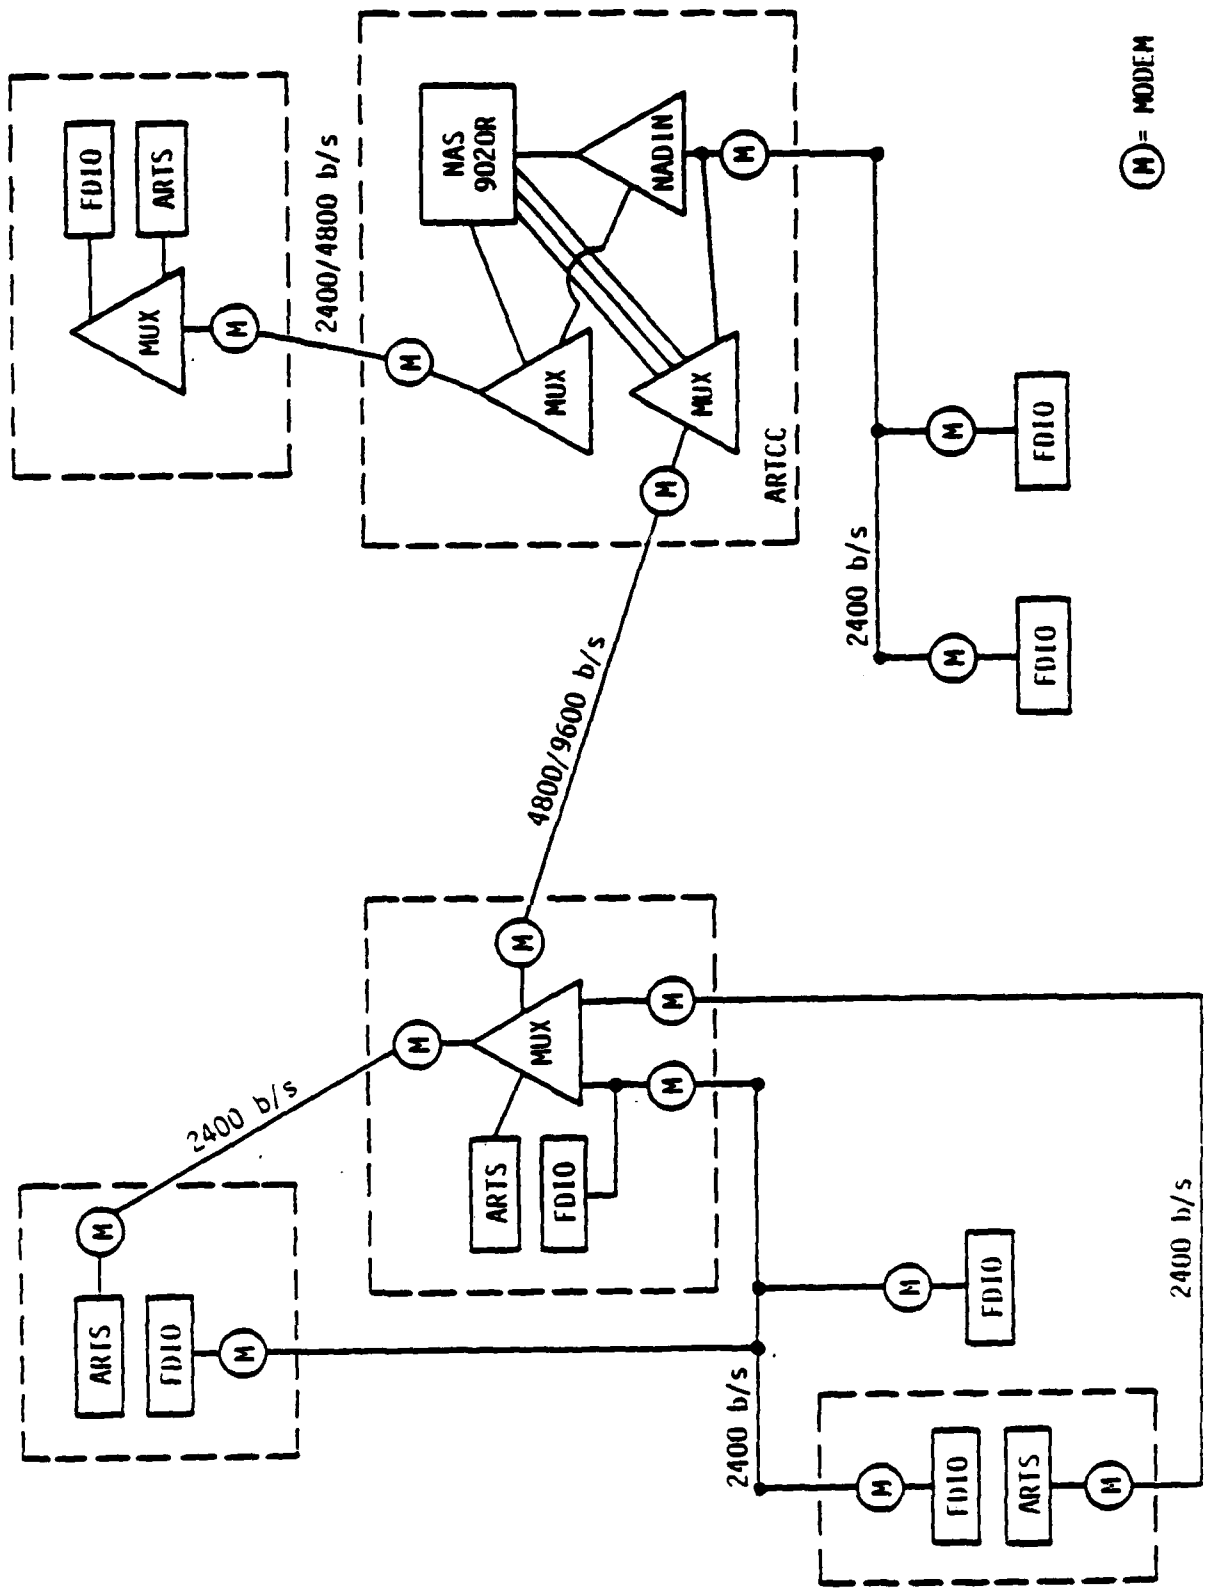 FDIO
ARTS
MUX
M
2400/4800 b/s
NAS
9020R
NADIN
M
M
MUX
MUX
M
ARTCC
Ⓜ = MODEM
M
FDIO
M
FDIO
2400 b/s
4800/9600 b/s
M
M
MUX
M
M
ARTS
FDIO
2400 b/s
M
ARTS
FDIO
M
M
FDIO
2400 b/s
2400 b/s
M
FDIO
ARTS
M